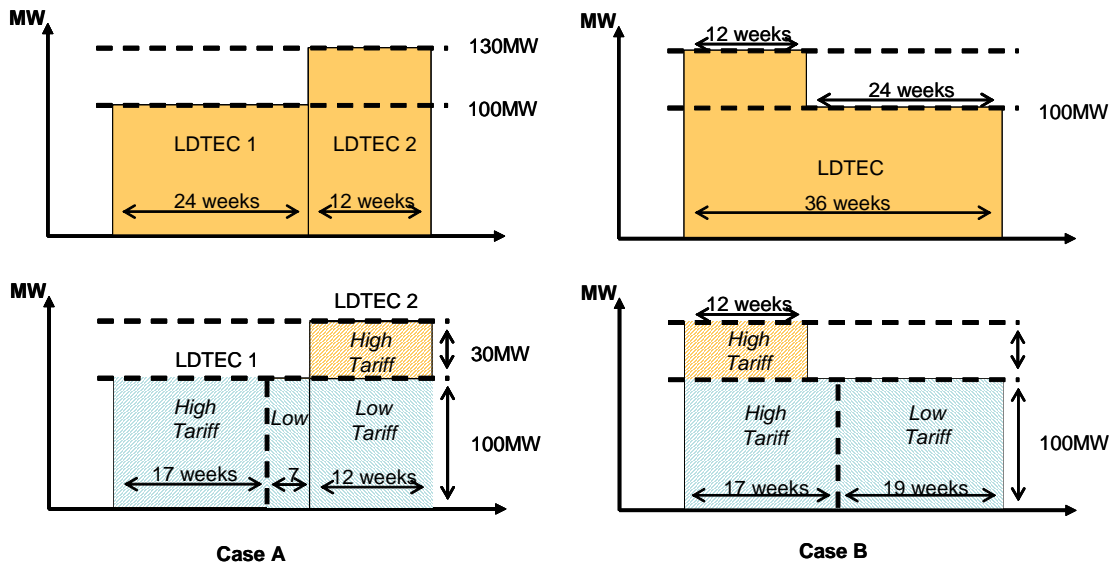 MW
130MW
100MW
LDTEC 1
LDTEC 2
24 weeks
12 weeks
12 weeks
24 weeks
100MW
LDTEC
36 weeks
MW
LDTEC 2
High
Tariff
30MW
LDTEC 1
High
Tariff
Low
Low
Tariff
100MW
17 weeks
7
12 weeks
Case A
MW
12 weeks
High
Tariff
High
Tariff
Low
Tariff
100MW
17 weeks
19 weeks
Case B